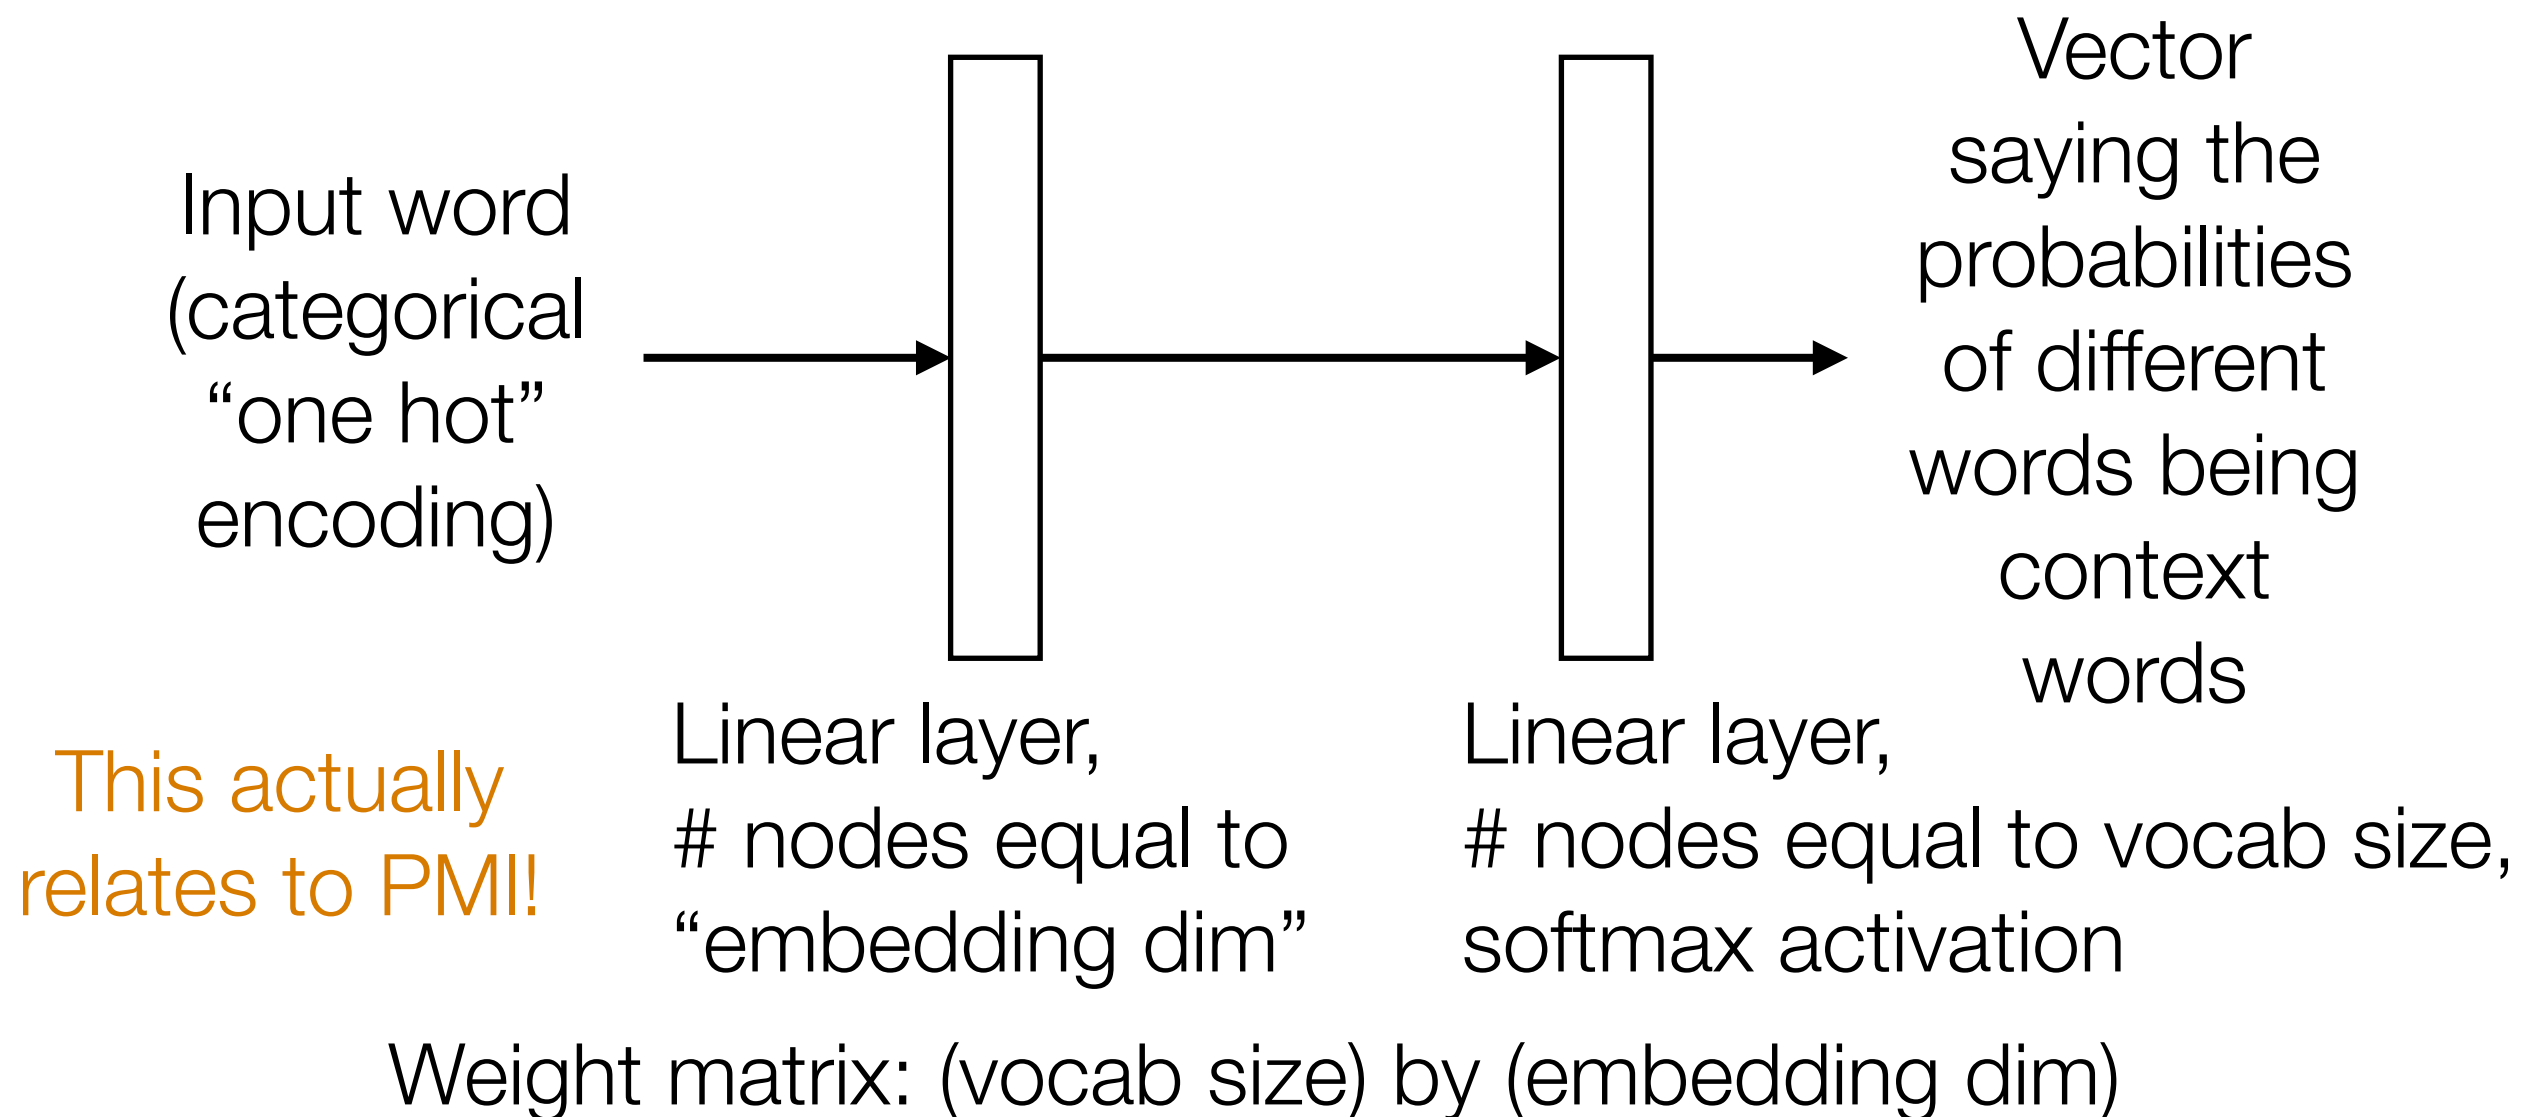 Input word
(categorical
“one hot”
encoding)
Vector
saying the
probabilities
of different
words being
context
words
This actually
relates to PMI!
Linear layer,
# nodes equal to
“embedding dim”
Linear layer,
# nodes equal to vocab size,
softmax activation
Weight matrix: (vocab size) by (embedding dim)